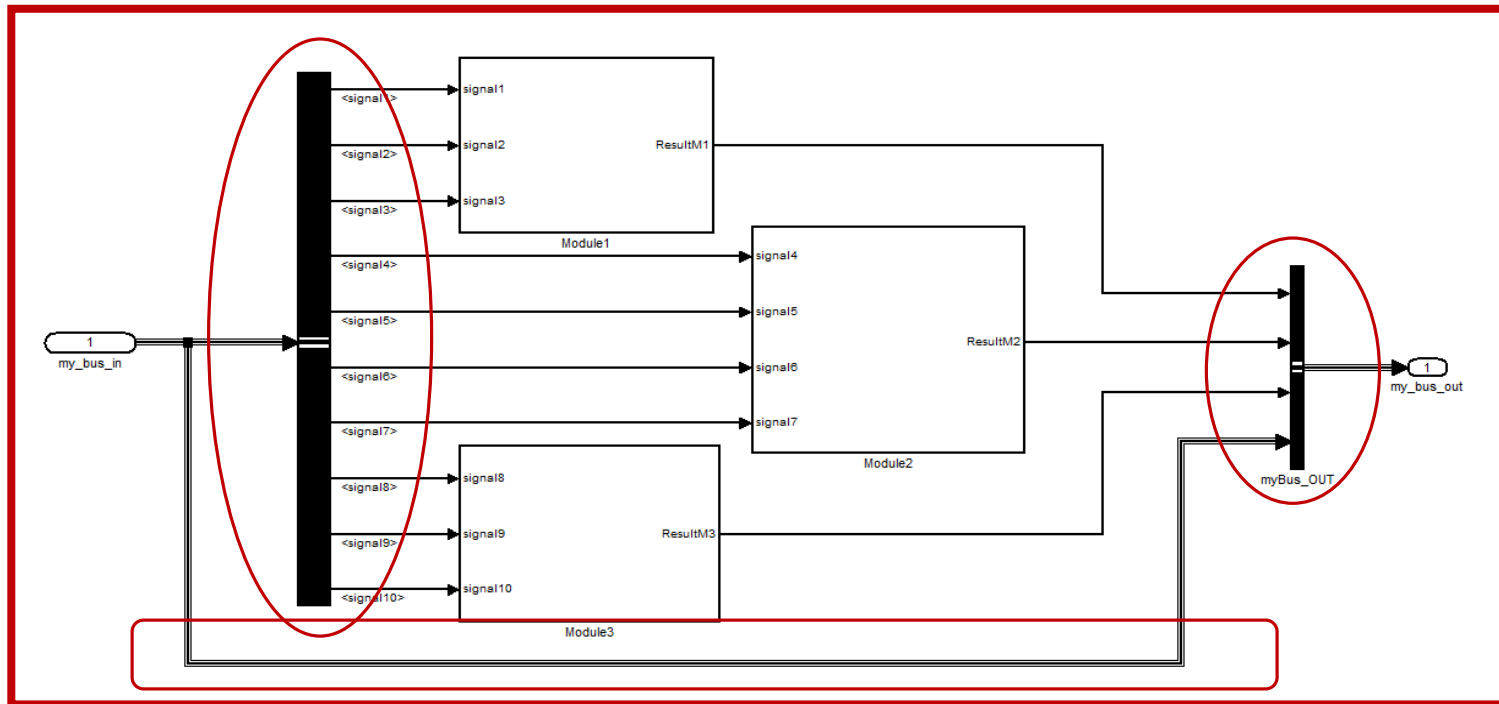 1
my_bus_in
<signal1>
<signal2>
<signal3>
<signal4>
<signal5>
<signal6>
<signal7>
<signal8>
<signal9>
<signal10>
signal1
signal2
signal3
ResultM1
Module1
signal4
signal5
signal6
signal7
ResultM2
Module2
signal8
signal9
signal10
ResultM3
Module3
myBus_OUT
1
my_bus_out